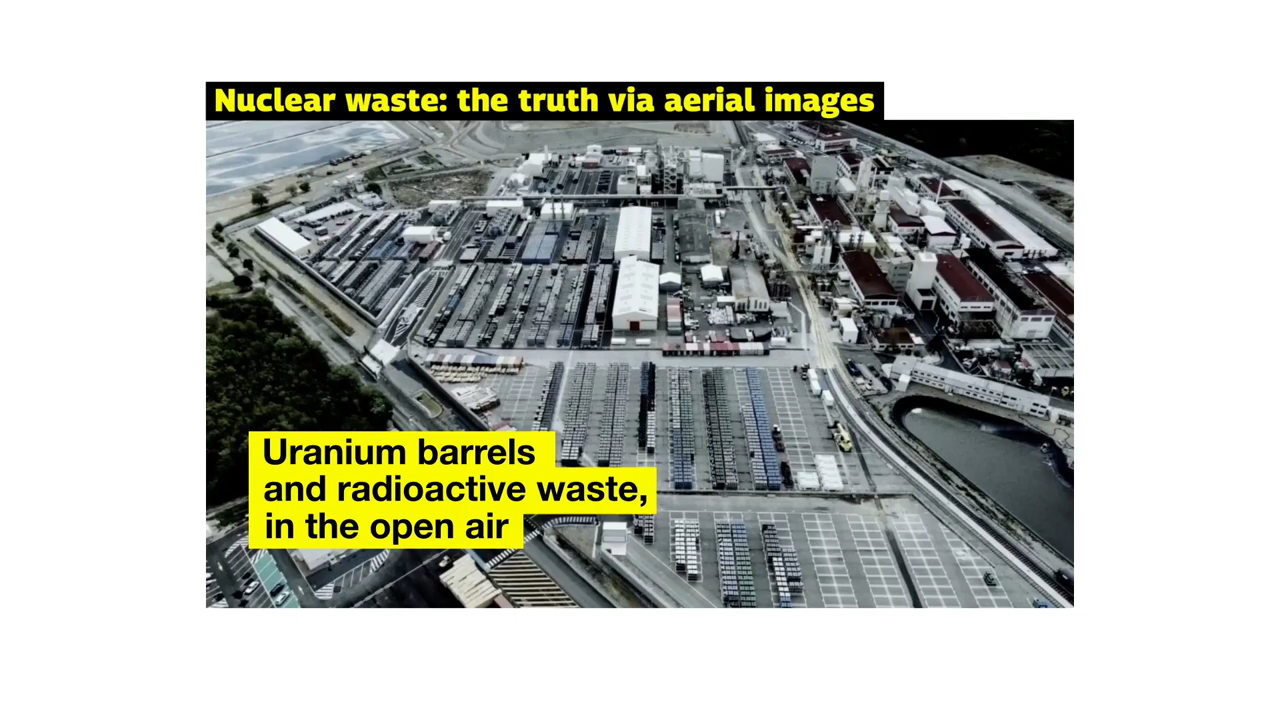 Nuclear waste: the truth via aerial images
Uranium barrels
and radioactive waste,
in the open air